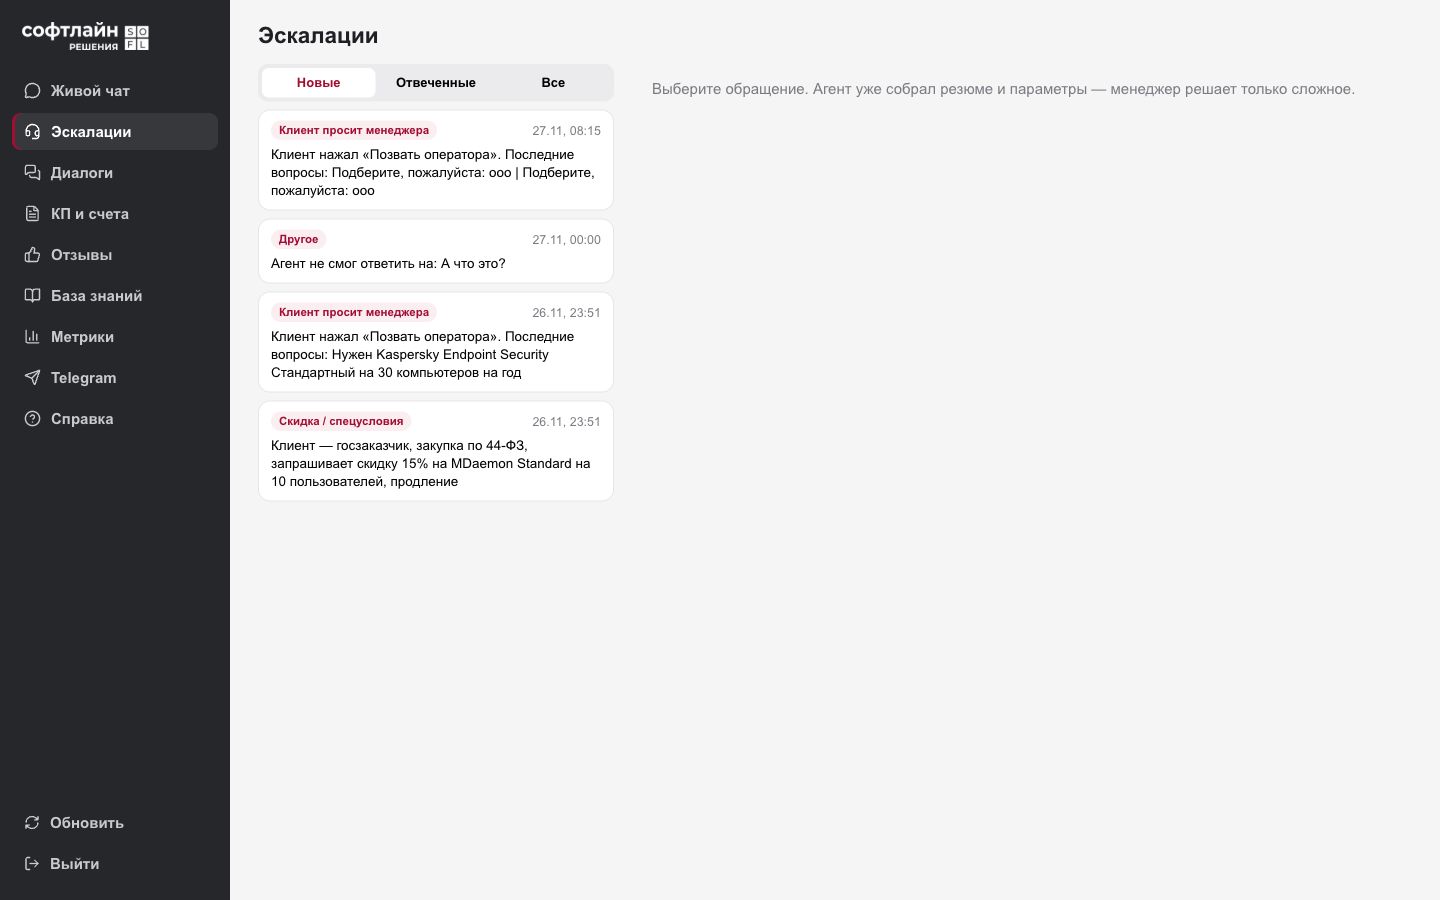 софтлайн
РЕШЕНИЯ
SO
FL
Живой чат
Эскалации
Диалоги
КП и счета
Отзывы
База знаний
Метрики
Telegram
Справка
Обновить
Выйти
Эскалации
Новые Отвеченные Все
Клиент просит менеджера 27.11, 08:15
Клиент нажал «Позвать оператора». Последние
вопросы: Подберите, пожалуйста: ооо | Подберите,
пожалуйста: ооо
Другое 27.11, 00:00
Агент не смог ответить на: А что это?
Клиент просит менеджера 26.11, 23:51
Клиент нажал «Позвать оператора». Последние
вопросы: Нужен Kaspersky Endpoint Security
Стандартный на 30 компьютеров на год
Скидка / спецусловия 26.11, 23:51
Клиент — госзаказчик, закупка по 44-ФЗ,
запрашивает скидку 15% на MDaemon Standard на
10 пользователей, продление
Выберите обращение. Агент уже собрал резюме и параметры — менеджер решает только сложное.